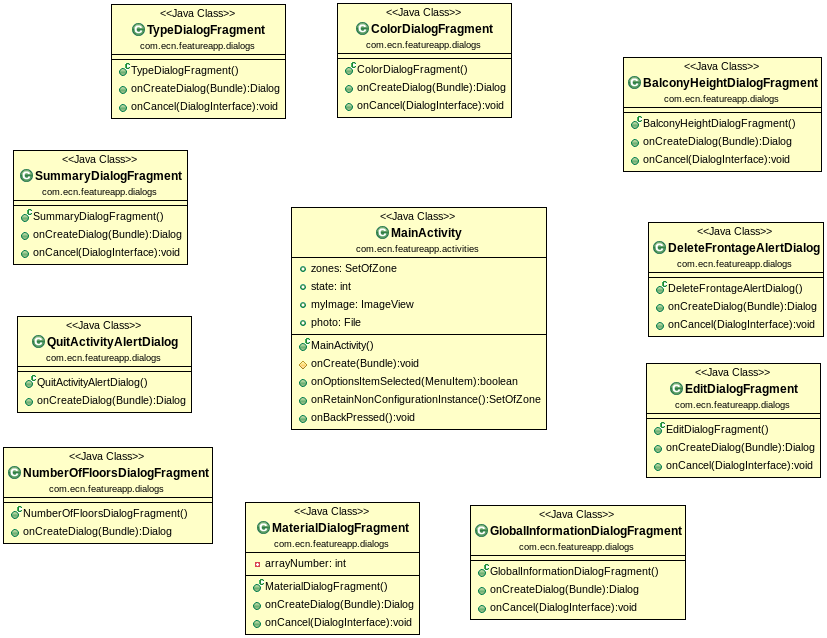 <<Java Class>>
TypeDialogFragment
com.ecn.featureapp.dialogs
TypeDialogFragment()
onCreateDialog(Bundle):Dialog
onCancel(DialogInterface):void
<<Java Class>>
ColorDialogFragment
com.ecn.featureapp.dialogs
ColorDialogFragment()
onCreateDialog(Bundle):Dialog
onCancel(DialogInterface):void
<<Java Class>>
BalconyHeightDialogFragment
com.ecn.featureapp.dialogs
BalconyHeightDialogFragment()
onCreateDialog(Bundle):Dialog
onCancel(DialogInterface):void
<<Java Class>>
SummaryDialogFragment
com.ecn.featureapp.dialogs
SummaryDialogFragment()
onCreateDialog(Bundle):Dialog
onCancel(DialogInterface):void
<<Java Class>>
MainActivity
com.ecn.featureapp.activities
zones: SetOfZone
state: int
myImage: ImageView
photo: File
MainActivity()
onCreate(Bundle):void
onOptionsItemSelected(MenuItem):boolean
onRetainNonConfigurationInstance():SetOfZone
onBackPressed():void
<<Java Class>>
DeleteFrontageAlertDialog
com.ecn.featureapp.dialogs
DeleteFrontageAlertDialog()
onCreateDialog(Bundle):Dialog
onCancel(DialogInterface):void
<<Java Class>>
QuitActivityAlertDialog
com.ecn.featureapp.dialogs
QuitActivityAlertDialog()
onCreateDialog(Bundle):Dialog
<<Java Class>>
EditDialogFragment
com.ecn.featureapp.dialogs
EditDialogFragment()
onCreateDialog(Bundle):Dialog
onCancel(DialogInterface):void
<<Java Class>>
NumberOfFloorsDialogFragment
com.ecn.featureapp.dialogs
NumberOfFloorsDialogFragment()
onCreateDialog(Bundle):Dialog
<<Java Class>>
MaterialDialogFragment
com.ecn.featureapp.dialogs
arrayNumber: int
MaterialDialogFragment()
onCreateDialog(Bundle):Dialog
onCancel(DialogInterface):void
<<Java Class>>
GlobalInformationDialogFragment
com.ecn.featureapp.dialogs
GlobalInformationDialogFragment()
onCreateDialog(Bundle):Dialog
onCancel(DialogInterface):void